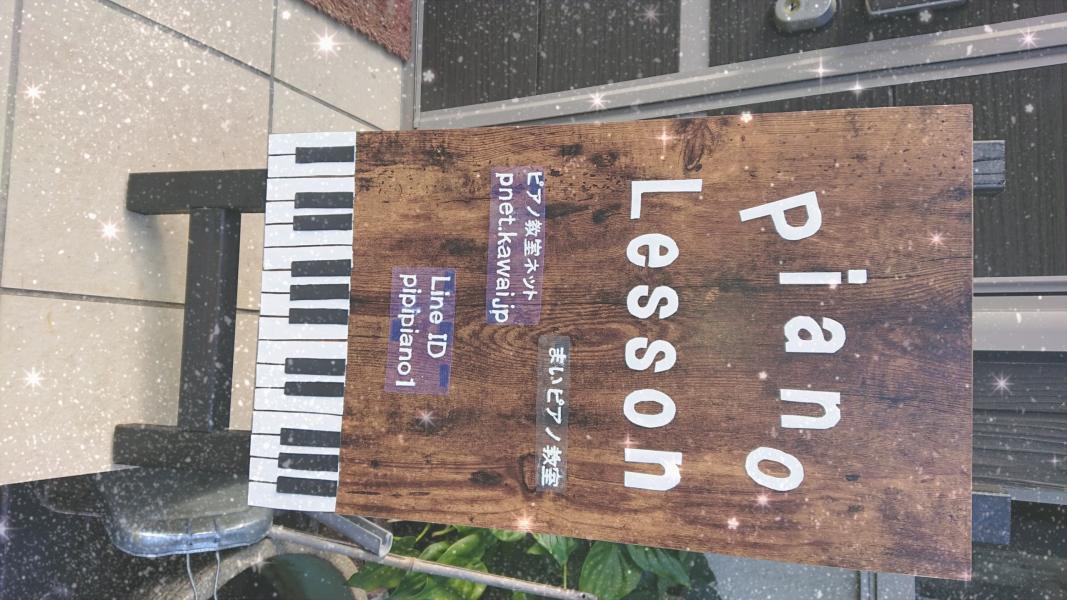 Piano
Lesson
まいピアノ教室
ピアノ教室ネット
pnet.kawai.jp
Line ID
pipipiano1